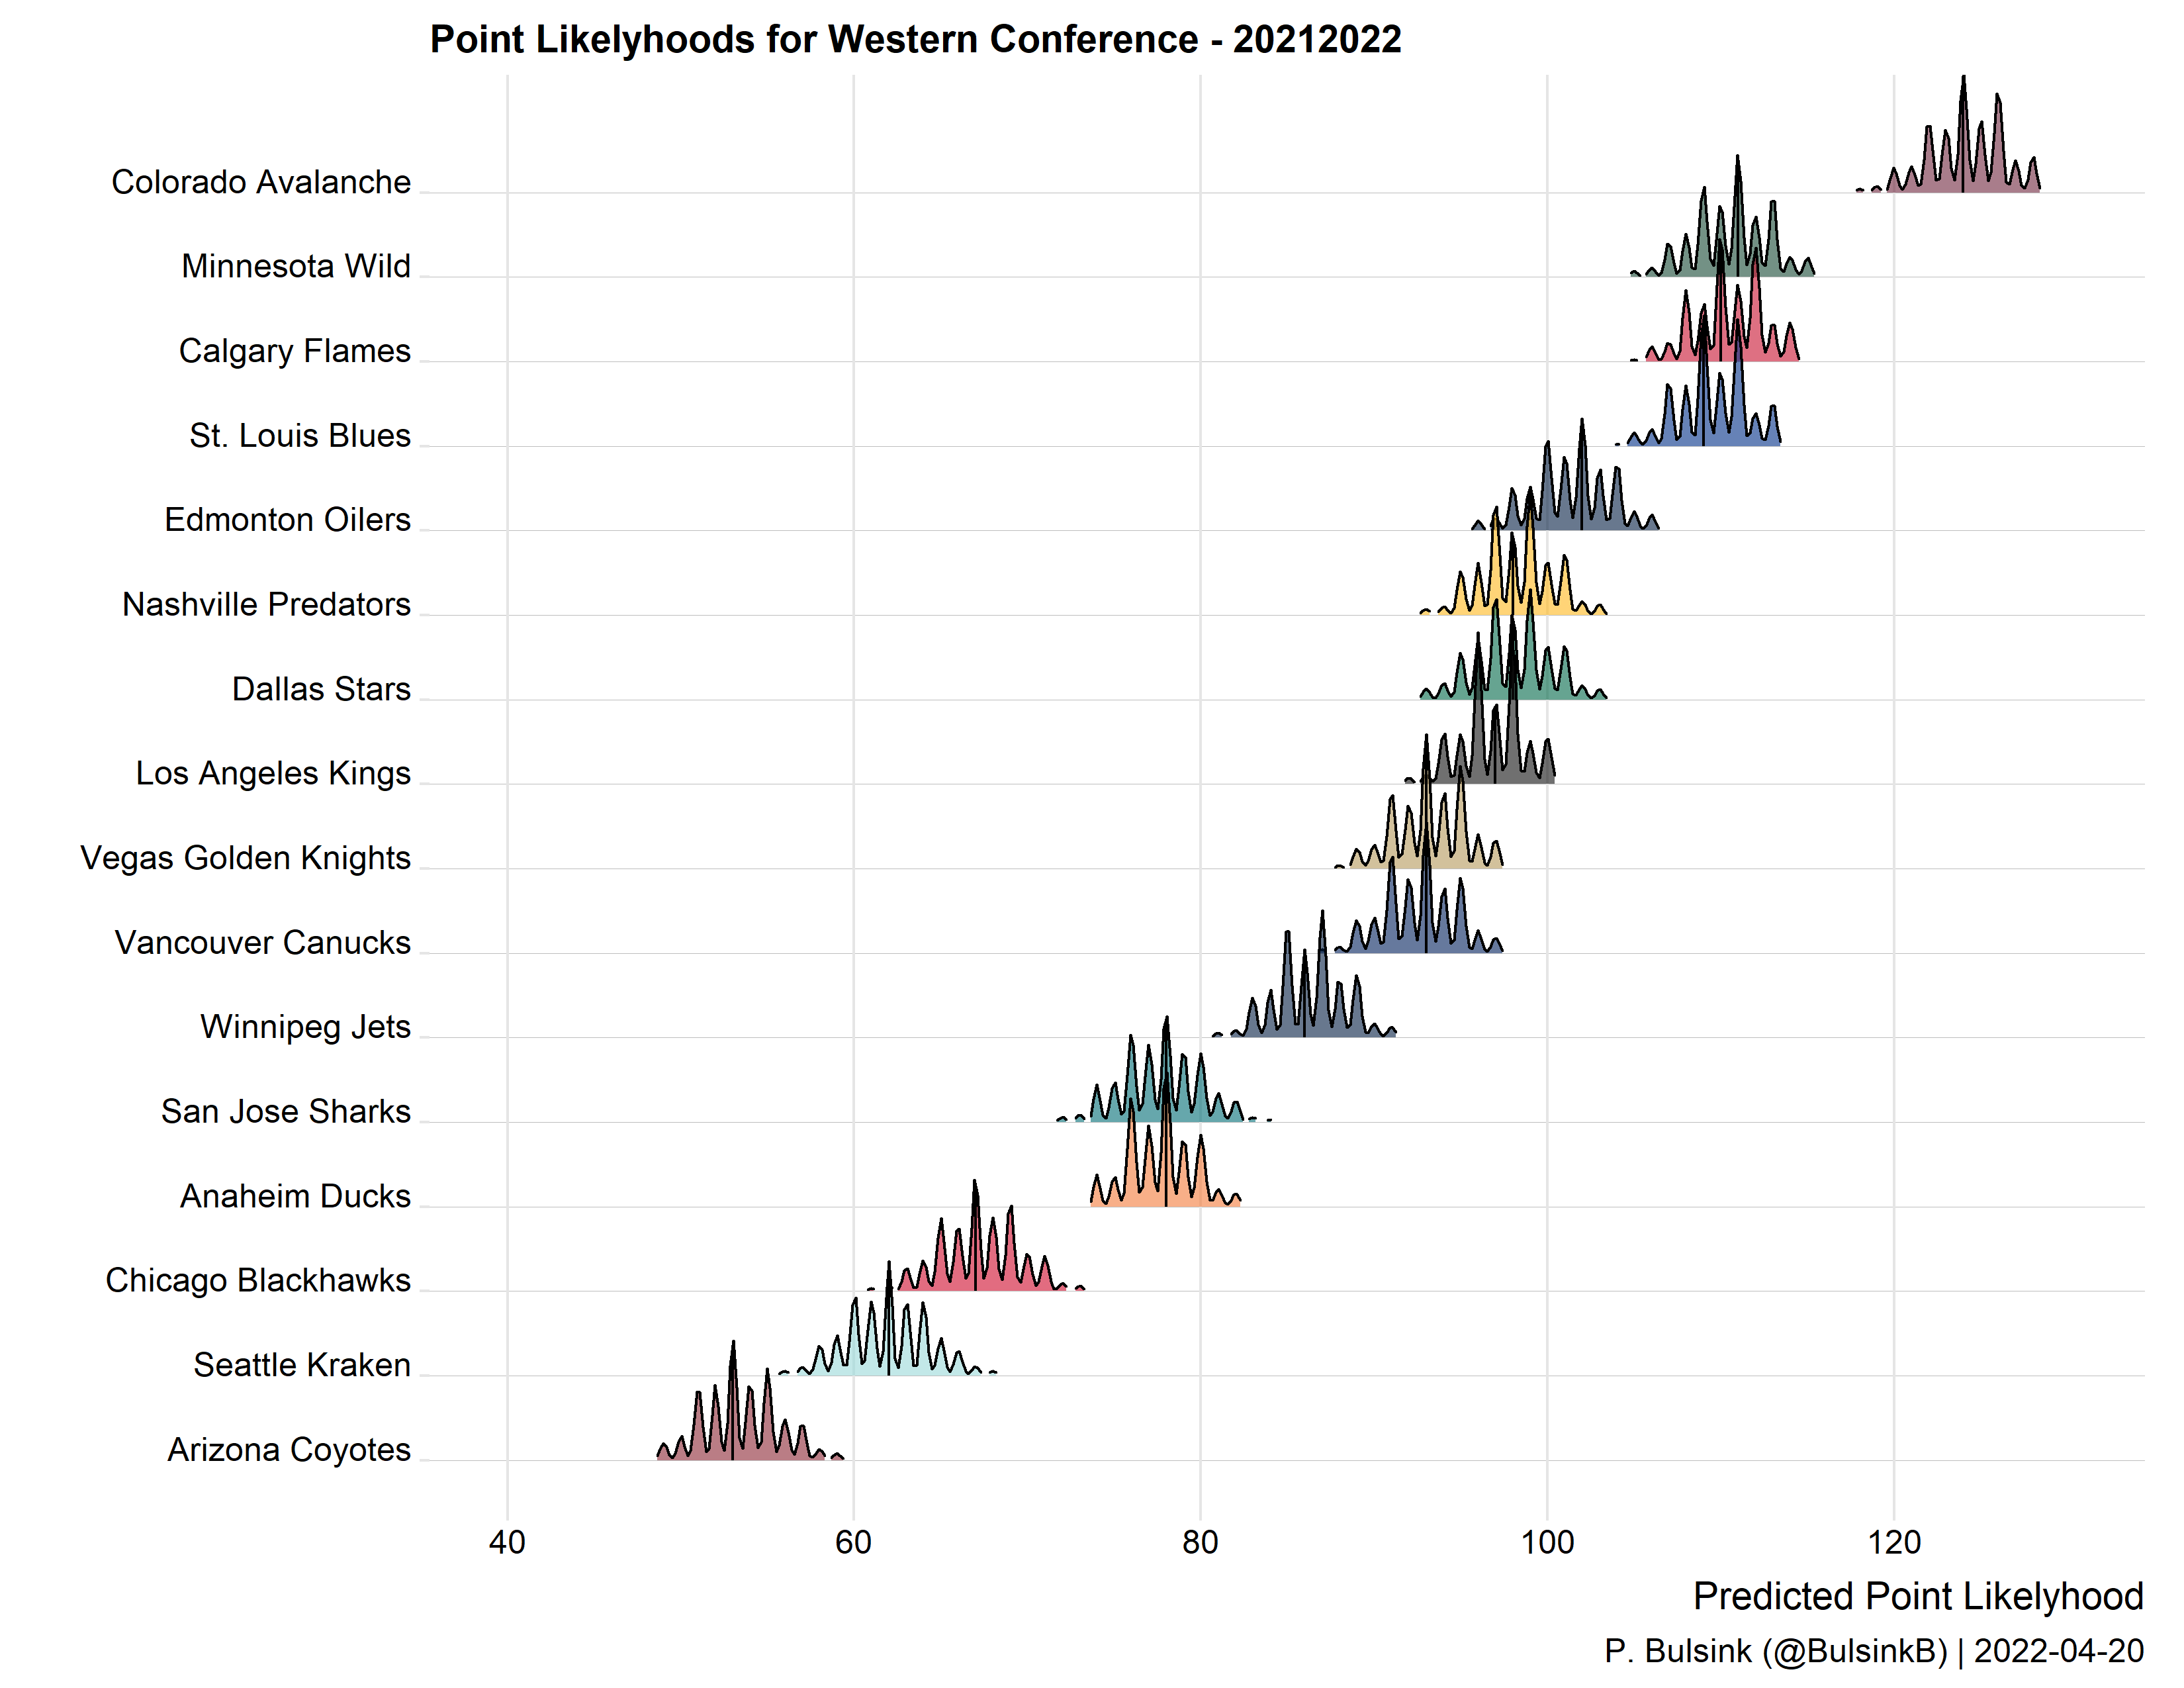 Point Likelyhoods for Western Conference - 20212022
Colorado Avalanche
Minnesota Wild
Calgary Flames
St. Louis Blues
Edmonton Oilers
Nashville Predators
Dallas Stars
Los Angeles Kings
Vegas Golden Knights
Vancouver Canucks
Winnipeg Jets
San Jose Sharks
Anaheim Ducks
Chicago Blackhawks
Seattle Kraken
Arizona Coyotes
40 60 80 100 120
Predicted Point Likelyhood
P. Bulsink (@BulsinkB) | 2022-04-20